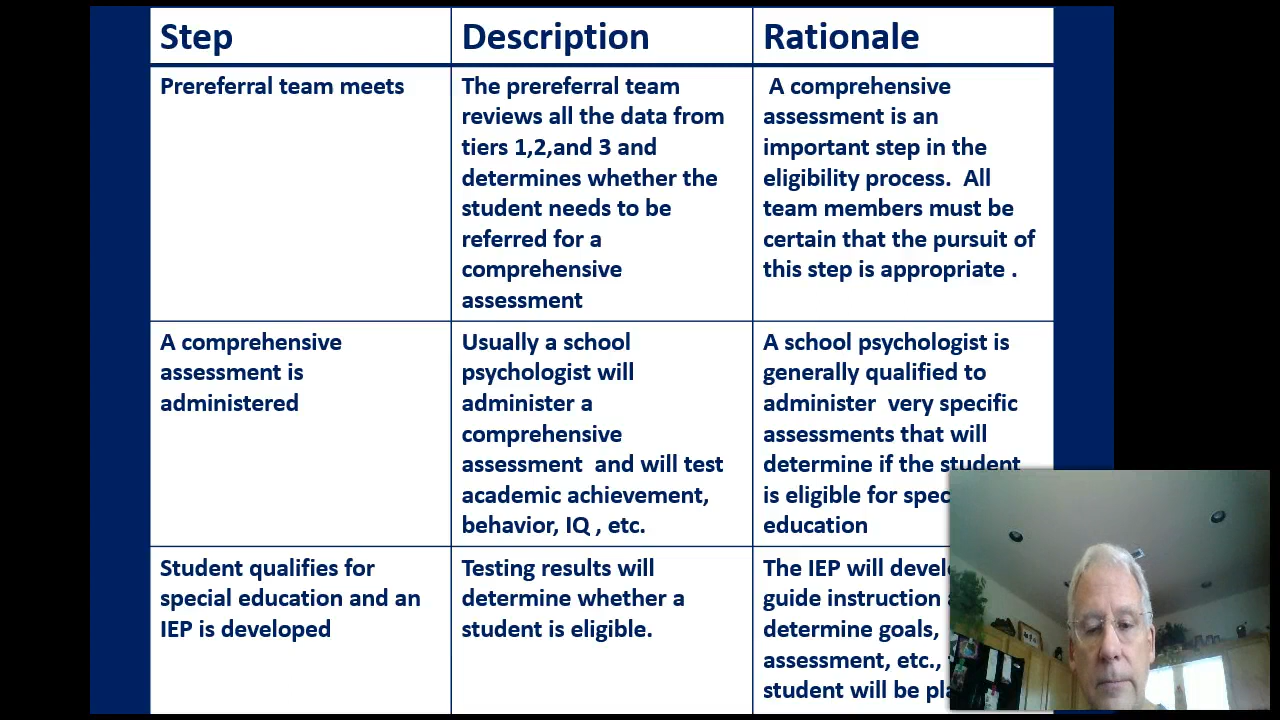 Step
Description
Rationale
Prereferral team meets
The prereferral team
reviews all the data from
tiers 1,2,and 3 and
determines whether the
student needs to be
referred for a
comprehensive
assessment
A comprehensive
assessment is an
important step in the
eligibility process.  All
team members must be
certain that the pursuit of
this step is appropriate .
A comprehensive
assessment is
administered
Usually a school
psychologist will
administer a
comprehensive
assessment  and will test
academic achievement,
behavior, IQ , etc.
A school psychologist is
generally qualified to
administer  very specific
assessments that will
determine if the student
is eligible for
education
Student qualifies for
special education and an
IEP is developed
Testing results will
determine whether a
student is eligible.
The IEP will
guide instruction
determine goals,
assessment, etc.,
student will be